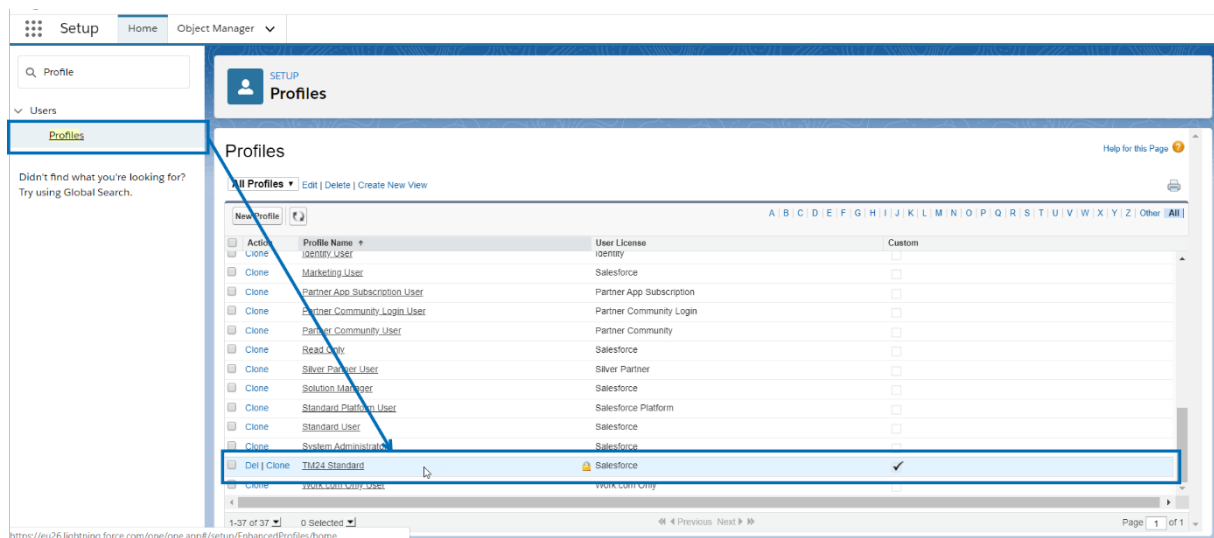 Setup Home Object Manager
Profile
SETUP
Profiles
Users
Profiles
Didn't find what you're looking for?
Try using Global Search.
Profiles
Help for this Page
All Profiles Edit | Delete | Create New View
New Profile A | B | C | D | E | F | G | H | I | J | K | L | M | N | O | P | Q | R | S | T | U | V | W | X | Y | Z | Other All
Action Profile Name User License Custom
Clone Identity User Identity
Clone Marketing User Salesforce
Clone Partner App Subscription User Partner App Subscription
Clone Partner Community Login User Partner Community Login
Clone Partner Community User Partner Community
Clone Read Only Salesforce
Clone Silver Partner User Silver Partner
Clone Solution Manager Salesforce
Clone Standard Platform User Salesforce Platform
Clone Standard User Salesforce
Clone System Administrator Salesforce
Del | Clone TM24 Standard Salesforce
Clone Work.com Only User Work.com Only
1-37 of 37 0 Selected Previous Next Page 1 of 1
https://eu26.lightning.force.com/one/one.app#/setup/EnhancedProfiles/home